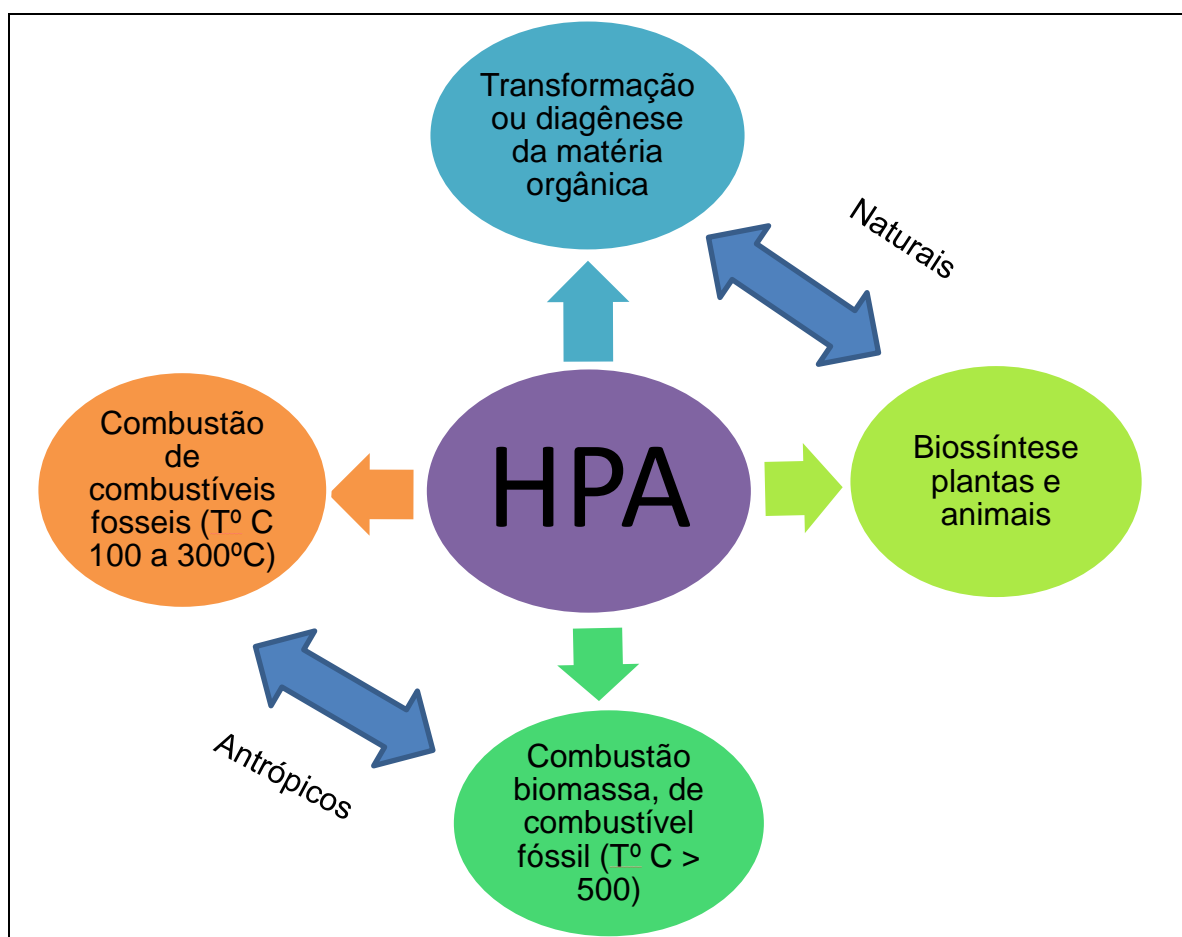 Transformação
ou diagênese
da matéria
orgânica
Naturais
Combustão
de
combustíveis
fosseis (Tº C
100 a 300ºC)
HPA
Biossíntese
plantas e
animais
Antrópicos
Combustão
biomassa, de
combustível
fóssil (Tº C >
500)